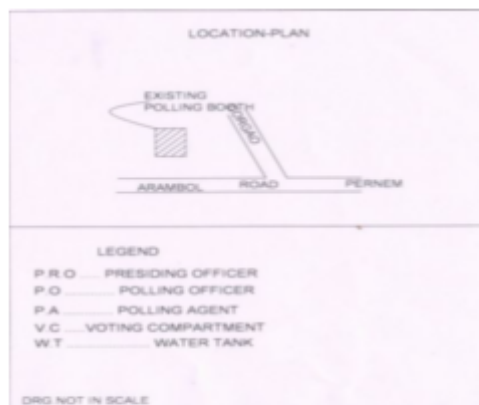 LOCATION-PLAN
EXISTING
POLLING BOOTH
ARAMBOL ROAD PERNEM
LEGEND
P.R.O ..... PRESIDING OFFICER
P.O ............ POLLING OFFICER
P.A ............ POLLING AGENT
V.C .....VOTING COMPARTMENT
W.T ................... WATER TANK
DRG NOT IN SCALE